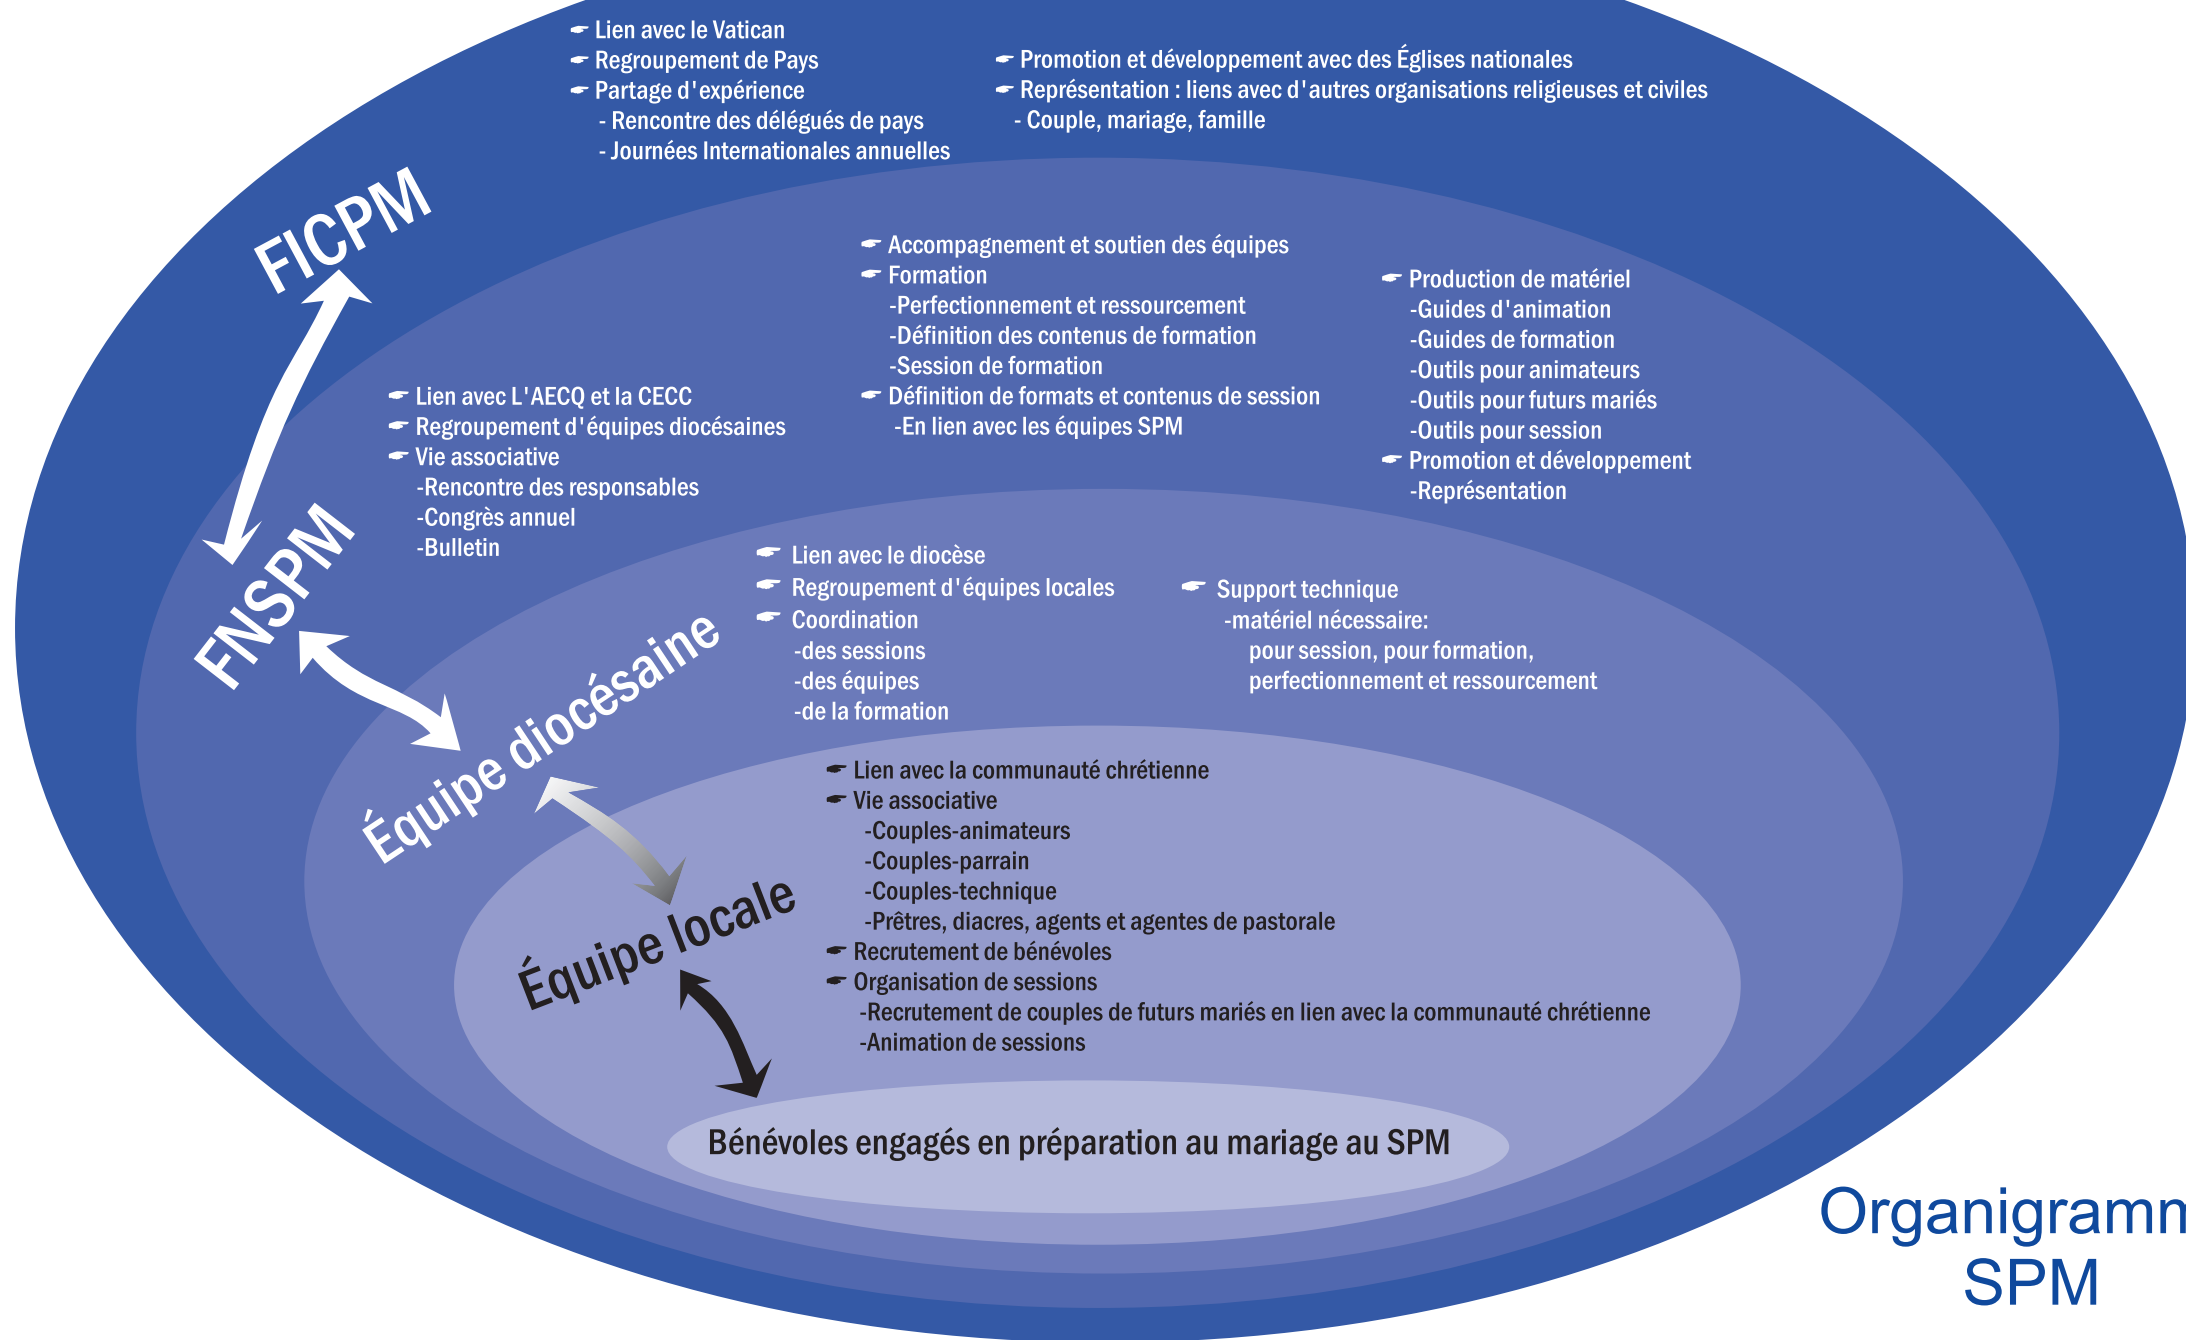 ☛ Lien avec le Vatican
☛ Regroupement de Pays
☛ Partage d'expérience
- Rencontre des délégués de pays
- Journées Internationales annuelles
☛ Promotion et développement avec des Églises nationales
☛ Représentation : liens avec d'autres organisations religieuses et civiles
- Couple, mariage, famille
FICPM
☛ Accompagnement et soutien des équipes
☛ Formation
-Perfectionnement et ressourcement
-Définition des contenus de formation
-Session de formation
☛ Définition de formats et contenus de session
-En lien avec les équipes SPM
☛ Production de matériel
-Guides d'animation
-Guides de formation
-Outils pour animateurs
-Outils pour futurs mariés
-Outils pour session
☛ Promotion et développement
-Représentation
☛ Lien avec L'AECQ et la CECC
☛ Regroupement d'équipes diocésaines
☛ Vie associative
-Rencontre des responsables
-Congrès annuel
-Bulletin
FNSPM
☛ Lien avec le diocèse
☛ Regroupement d'équipes locales
☛ Coordination
-des sessions
-des équipes
-de la formation
☛ Support technique
-matériel nécessaire:
pour session, pour formation,
perfectionnement et ressourcement
Équipe diocésaine
☛ Lien avec la communauté chrétienne
☛ Vie associative
-Couples-animateurs
-Couples-parrain
-Couples-technique
-Prêtres, diacres, agents et agentes de pastorale
☛ Recrutement de bénévoles
☛ Organisation de sessions
-Recrutement de couples de futurs mariés en lien avec la communauté chrétienne
-Animation de sessions
Équipe locale
Bénévoles engagés en préparation au mariage au SPM
Organigramm
SPM